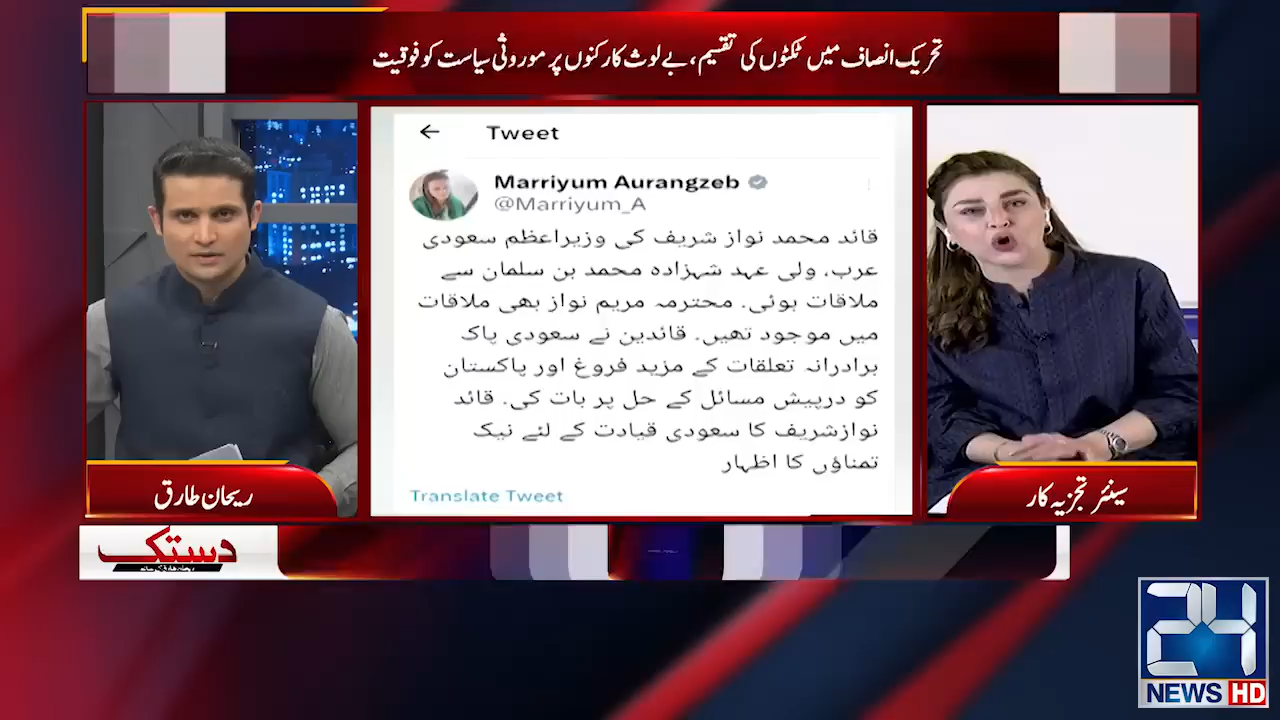 تحریک انصاف میں ٹکٹوں کی تقسیم، بے لوث کارکنوں پر موروثی سیاست کو فوقیت
Tweet
Marriyum Aurangzeb
@Marriyum_A
قائد محمد نواز شریف کی وزیراعظم سعودی
عرب، ولی عہد شہزادہ محمد بن سلمان سے
ملاقات ہوئی۔ محترمہ مریم نواز بھی ملاقات
میں موجود تھیں۔ قائدین نے سعودی پاک
برادرانہ تعلقات کے مزید فروغ اور پاکستان
کو درپیش مسائل کے حل پر بات کی۔ قائد
نوازشریف کا سعودی قیادت کے لئے نیک
تمناؤں کا اظہار
Translate Tweet
ریحان طارق
سینئر تجزیہ کار
دستک
24
NEWS HD